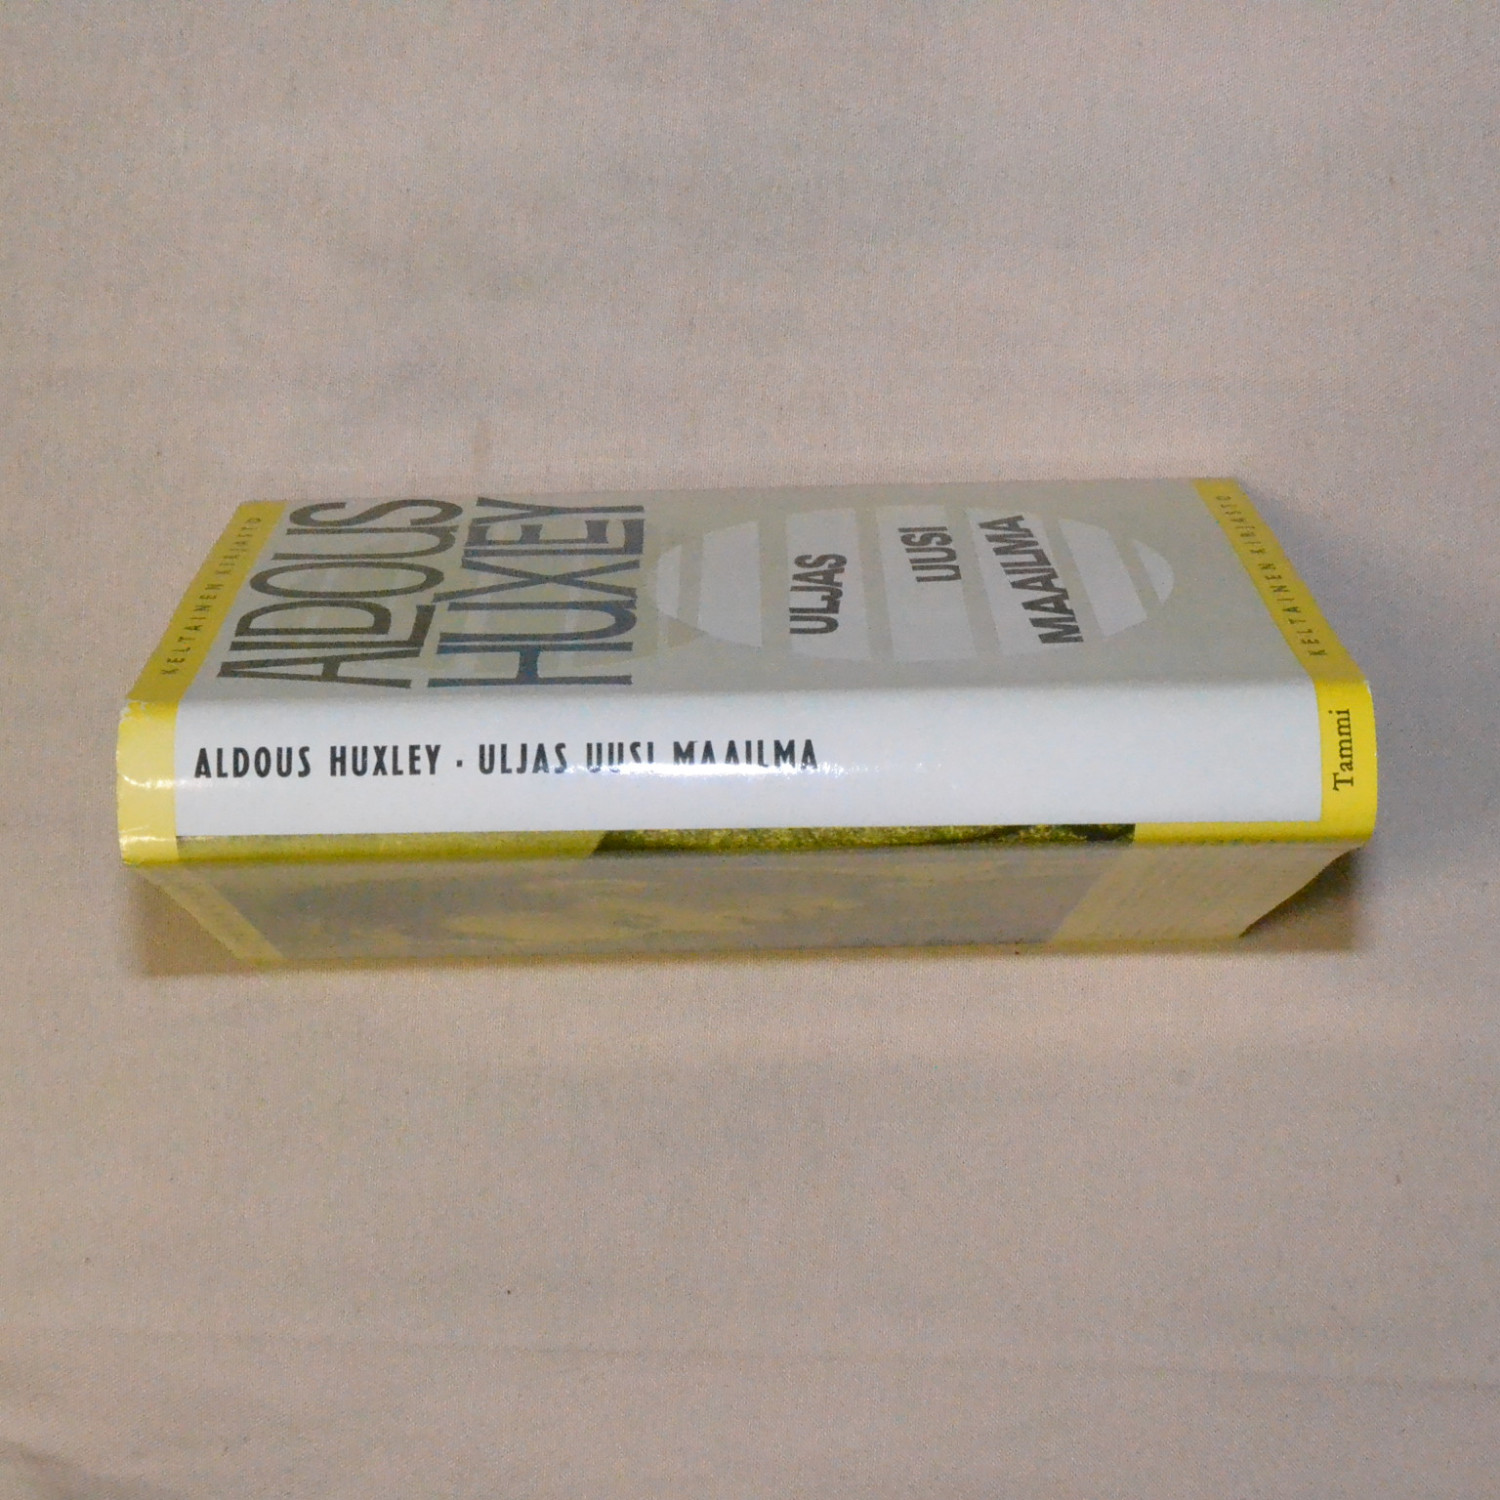 KELTAINEN KIRJASTO
ALDOUS
HUXLEY
ULJAS
UUSI
MAAILMA
KELTAINEN KIRJASTO
ALDOUS HUXLEY · ULJAS UUSI MAAILMA
Tammi